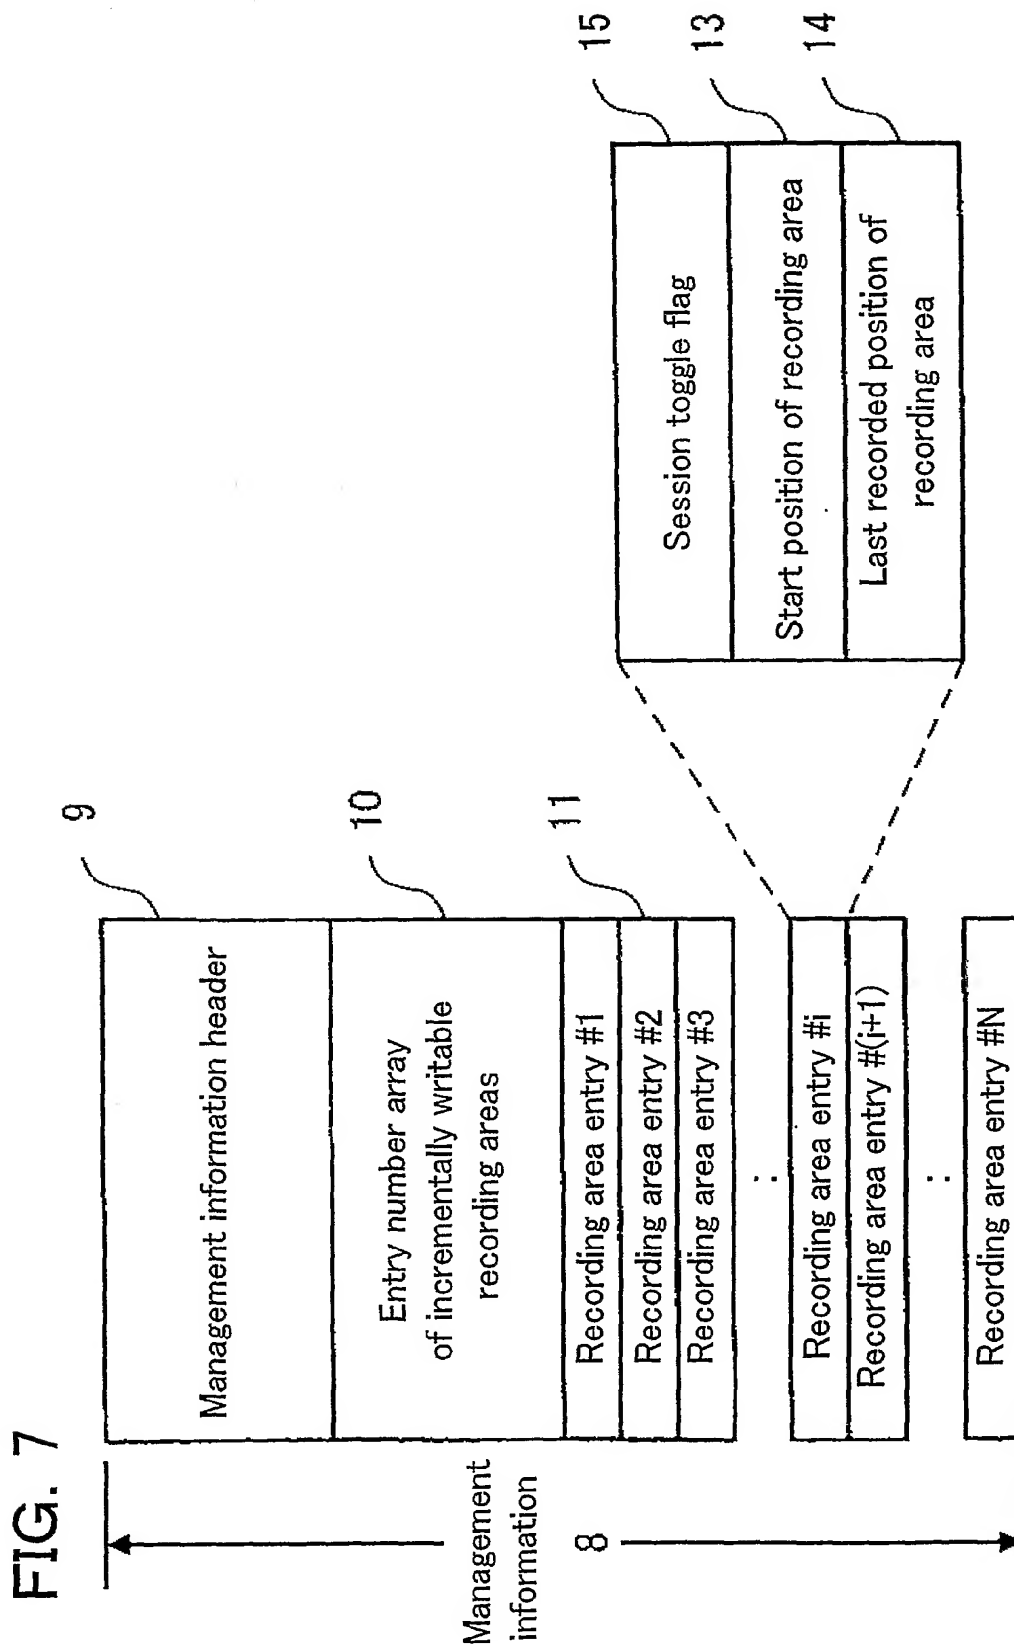 FIG. 7
Management
information
8
Management information header
9
Entry number array
of incrementally writable
recording areas
10
Recording area entry #1
Recording area entry #2
11
Recording area entry #3
:
Recording area entry #i
Recording area entry #(i+1)
:
Recording area entry #N
Session toggle flag
15
Start position of recording area
13
Last recorded position of
recording area
14